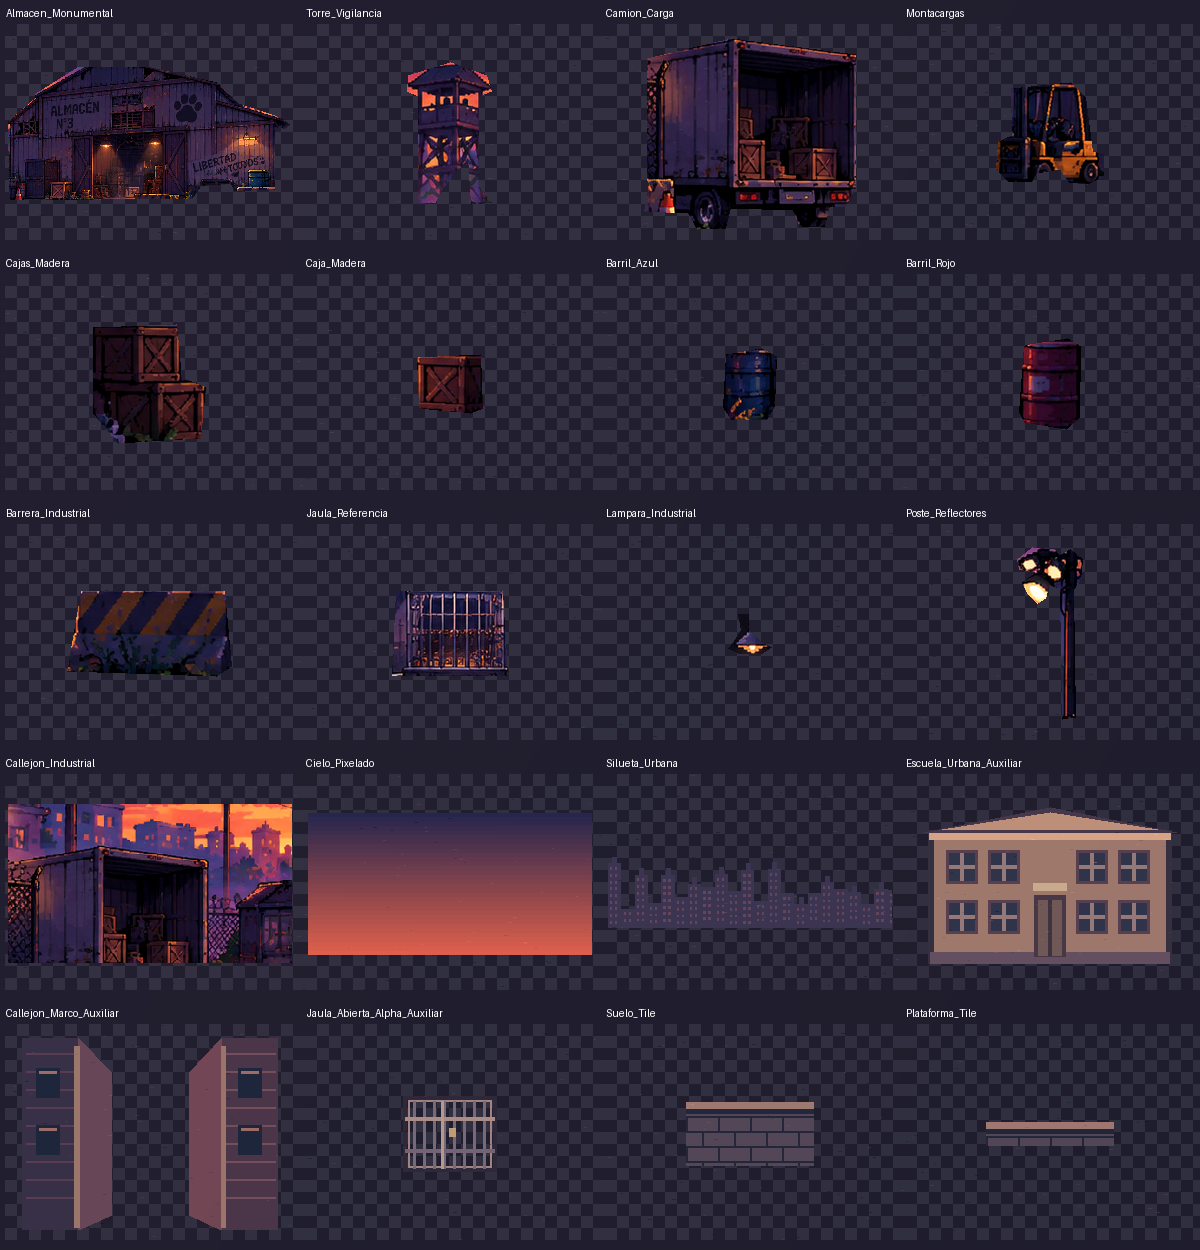 Almacen_Monumental
Torre_Vigilancia
Camion_Carga
Montacargas
ALMACÉN
Nº3
LIBERTAD
Cajas_Madera
Caja_Madera
Barril_Azul
Barril_Rojo
Barrera_Industrial
Jaula_Referencia
Lampara_Industrial
Poste_Reflectores
Callejon_Industrial
Cielo_Pixelado
Silueta_Urbana
Escuela_Urbana_Auxiliar
Callejon_Marco_Auxiliar
Jaula_Abierta_Alpha_Auxiliar
Suelo_Tile
Plataforma_Tile